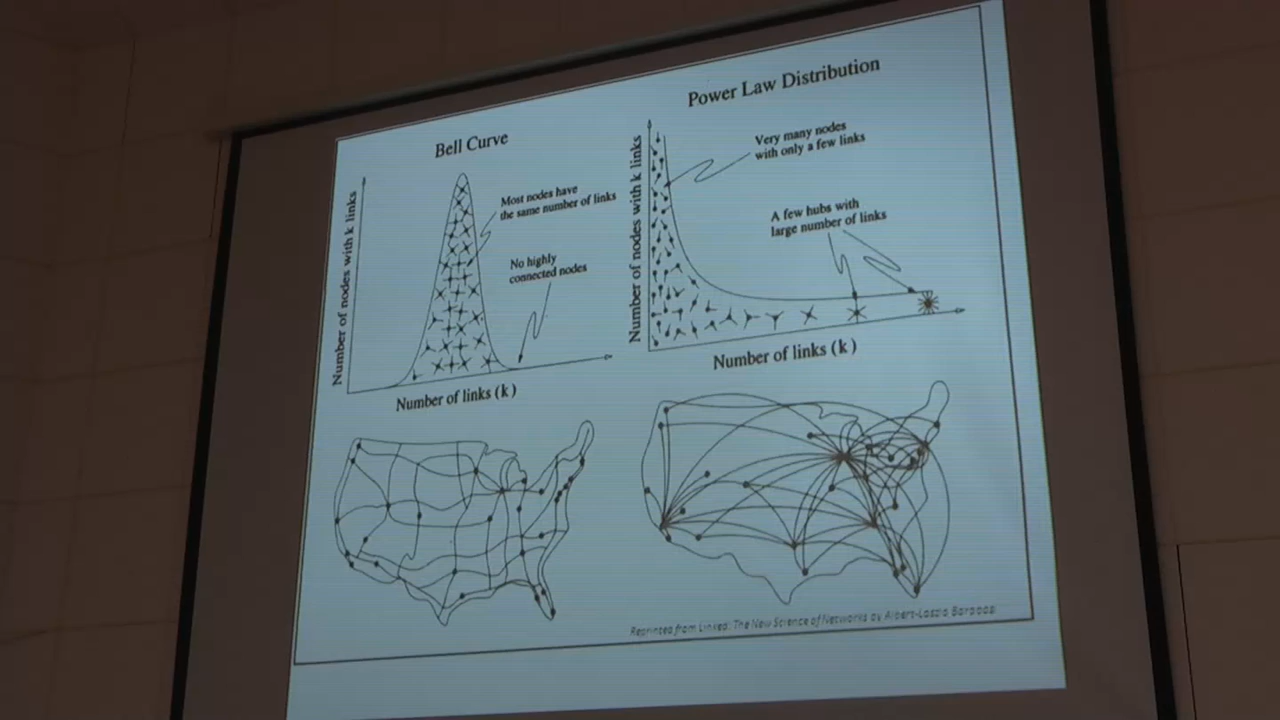 Bell Curve
Number of nodes with k links
Most nodes have
the same number of links
No highly
connected nodes
Number of links (k)
Power Law Distribution
Number of nodes with k links
Very many nodes
with only a few links
A few hubs with
large number of links
Number of links (k)
Reprinted from Linked: The New Science of Networks by Albert-Laszlo Barabasi